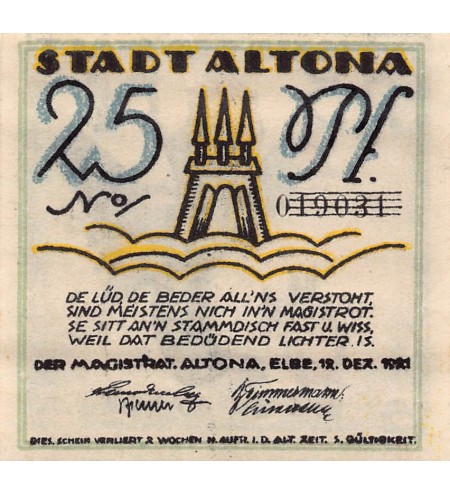 STADT ALTONA
25 Pf.
No 019031
DE LÜD, DE BEDER ALL'NS VERSTOHT,
SIND MEISTENS NICH IN'N MAGISTROT.
SE SITT AN'N STAMMDISCH FAST U. WISS,
WEIL DAT BEDÜDEND LICHTER IS.
DER MAGISTRAT. ALTONA, ELBE, 12. DEZ. 1921
DIES. SCHEIN VERLIERT 2 WOCHEN N. AUFR. I. D. ALT. ZEIT. S. GÜLTIGKEIT.